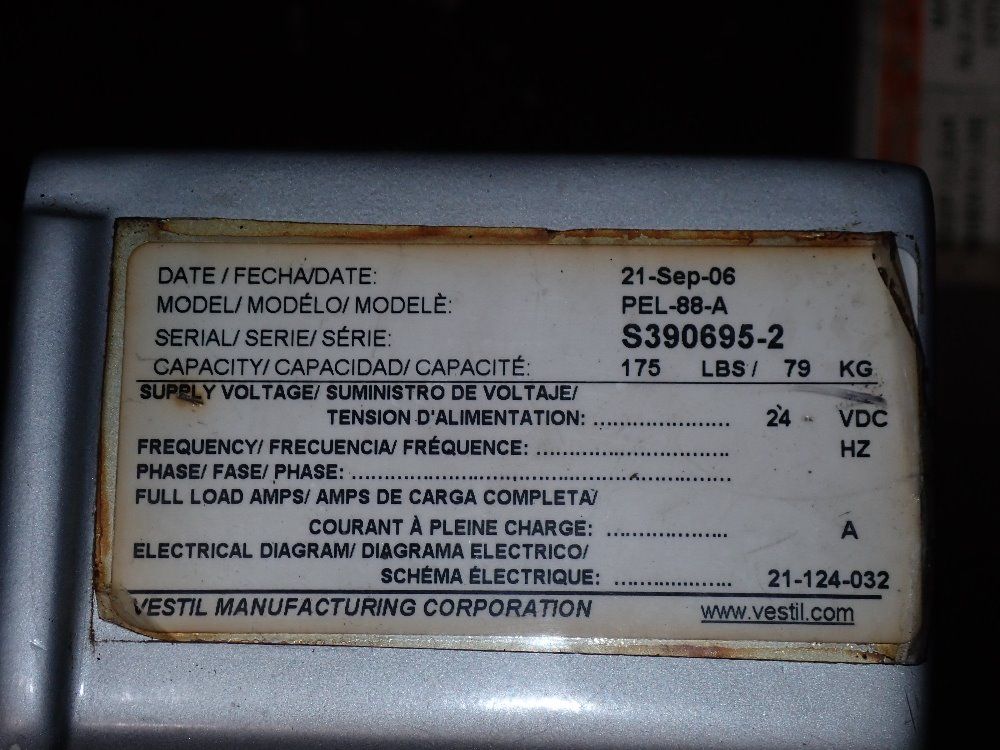 DATE / FECHA/DATE: 21-Sep-06
MODEL/ MODÉLO/ MODELÈ: PEL-88-A
SERIAL/ SERIE/ SÉRIE: S390695-2
CAPACITY/ CAPACIDAD/ CAPACITÉ: 175 LBS / 79 KG
SUPPLY VOLTAGE/ SUMINISTRO DE VOLTAJE/
TENSION D'ALIMENTATION: ..................... 24 VDC
FREQUENCY/ FRECUENCIA/ FRÉQUENCE: ............................. HZ
PHASE/ FASE/ PHASE: .........................................................
FULL LOAD AMPS/ AMPS DE CARGA COMPLETA/
COURANT À PLEINE CHARGE: .................. A
ELECTRICAL DIAGRAM/ DIAGRAMA ELECTRICO/
SCHÉMA ÉLECTRIQUE: .................. 21-124-032
VESTIL MANUFACTURING CORPORATION www.vestil.com